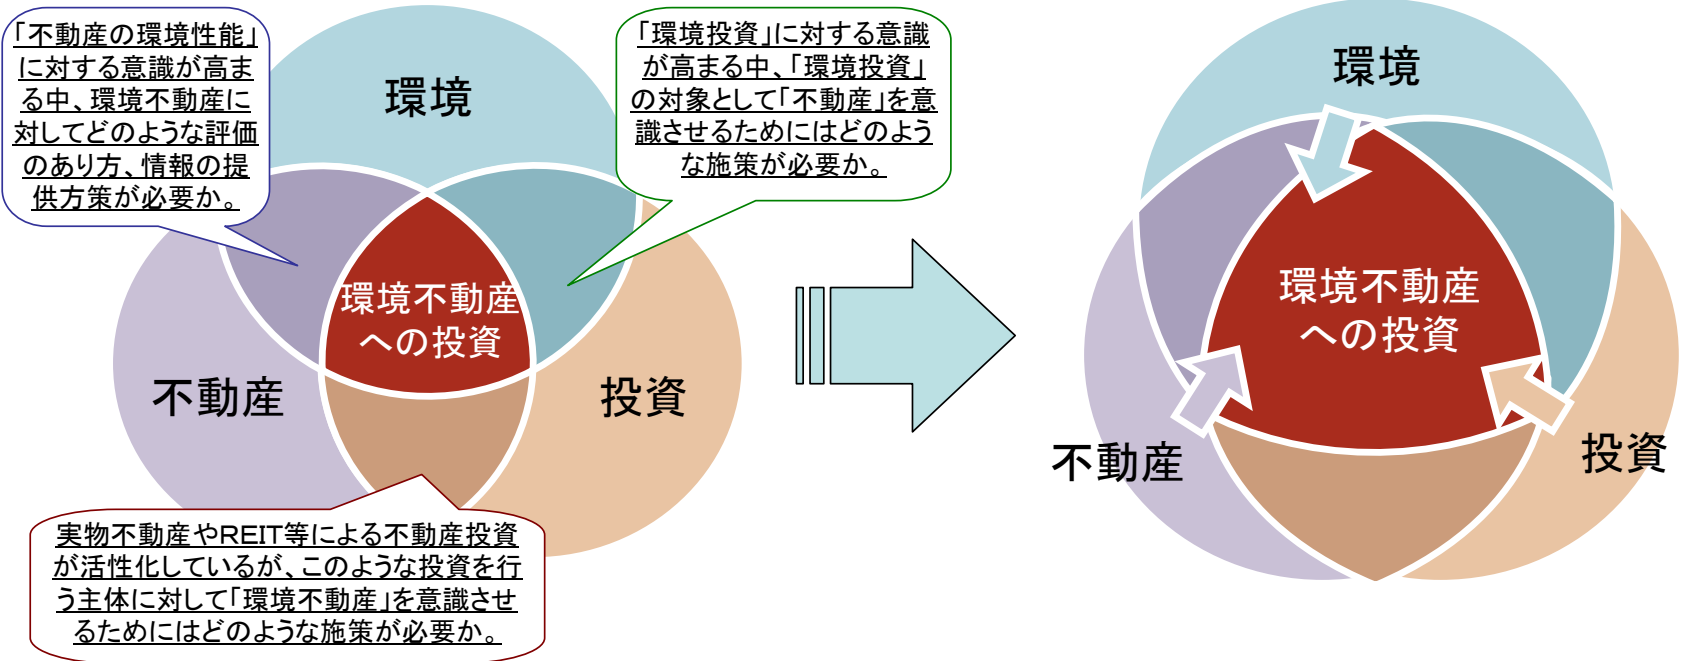 「不動産の環境性能」
に対する意識が高ま
る中、環境不動産に
対してどのような評価
のあり方、情報の提
供方策が必要か。
環境
「環境投資」に対する意識
が高まる中、「環境投資」
の対象として「不動産」を意
識させるためにはどのよう
な施策が必要か。
環境不動産
への投資
不動産
投資
実物不動産やREIT等による不動産投資
が活性化しているが、このような投資を行
う主体に対して「環境不動産」を意識させ
るためにはどのような施策が必要か。
環境
環境不動産
への投資
不動産
投資